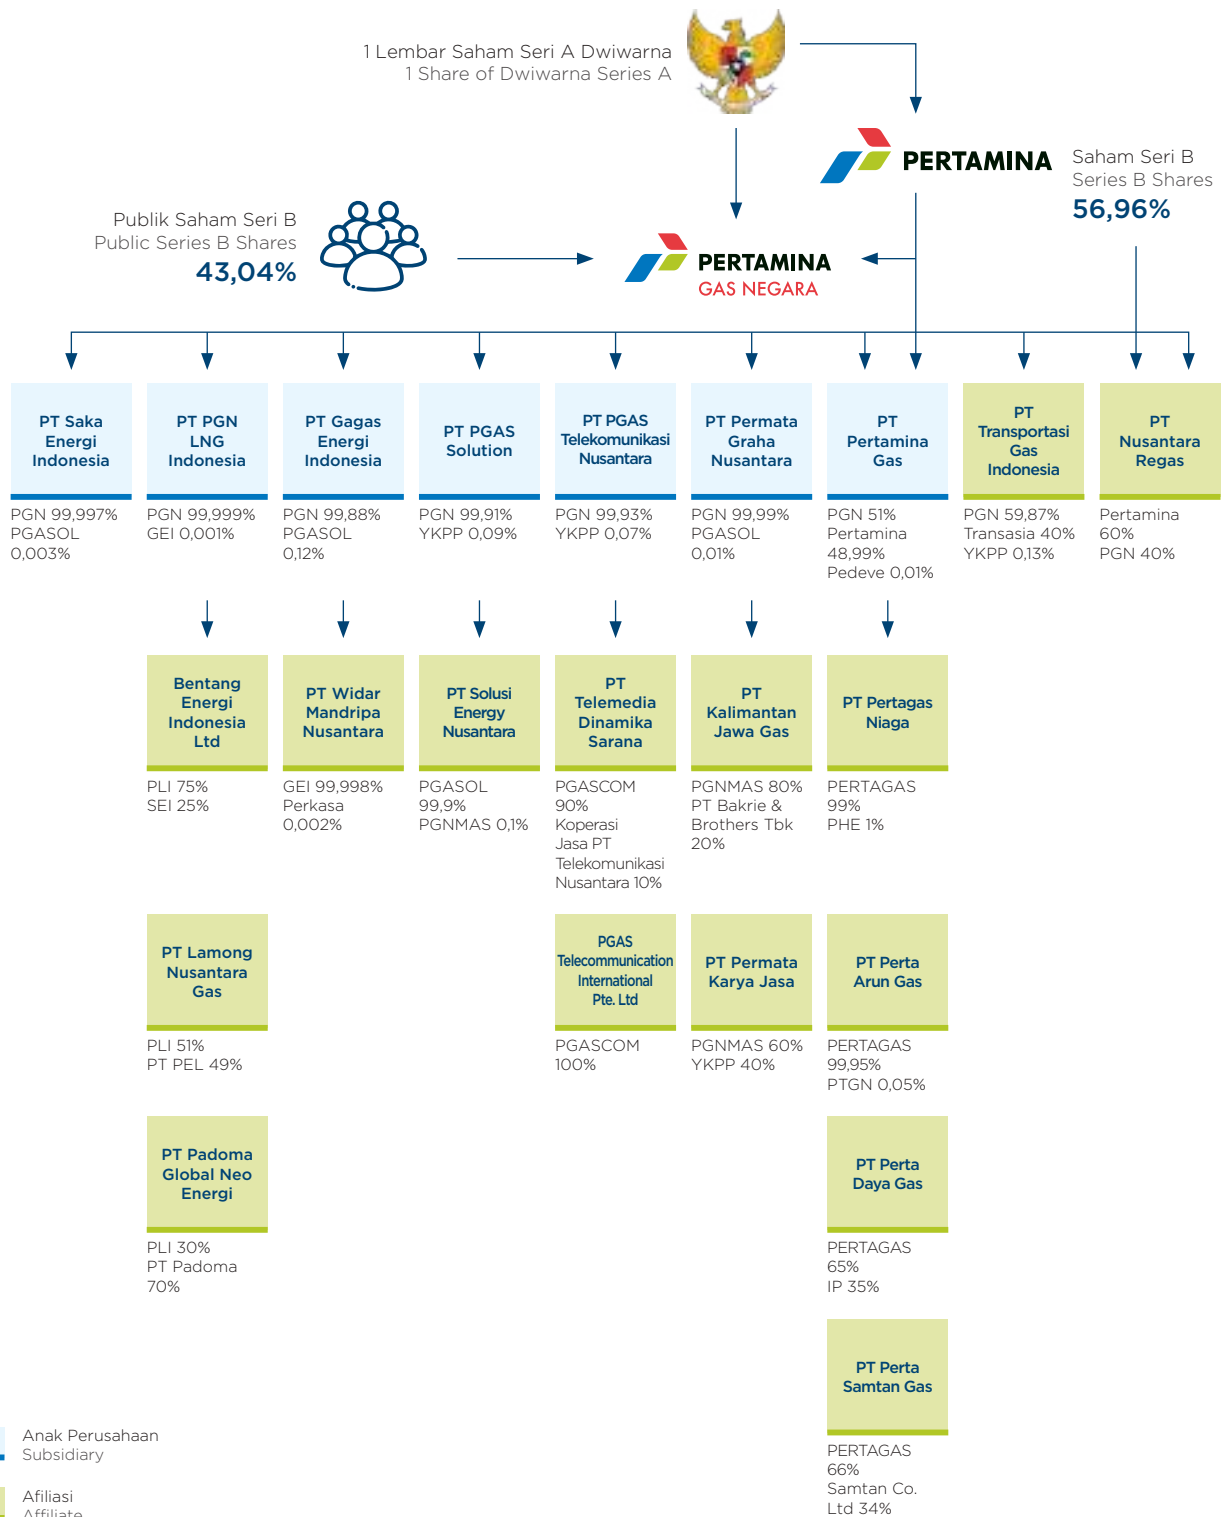 1 Lembar Saham Seri A Dwiwarna
1 Share of Dwiwarna Series A
PERTAMINA
Saham Seri B
Series B Shares
56,96%
Publik Saham Seri B
Public Series B Shares
43,04%
PERTAMINA
GAS NEGARA
PT Saka
Energi
Indonesia
PGN 99,997%
PGASOL
0,003%
PT PGN
LNG
Indonesia
PGN 99,999%
GEI 0,001%
PT Gagas
Energi
Indonesia
PGN 99,88%
PGASOL
0,12%
PT PGAS
Solution
PGN 99,91%
YKPP 0,09%
PT PGAS
Telekomunikasi
Nusantara
PGN 99,93%
YKPP 0,07%
PT Permata
Graha
Nusantara
PGN 99,99%
PGASOL
0,01%
PT
Pertamina
Gas
PGN 51%
Pertamina
48,99%
Pedeve 0,01%
PT
Transportasi
Gas
Indonesia
PGN 59,87%
Transasia 40%
YKPP 0,13%
PT
Nusantara
Regas
Pertamina
60%
PGN 40%
Bentang
Energi
Indonesia
Ltd
PLI 75%
SEI 25%
PT Widar
Mandripa
Nusantara
GEI 99,998%
Perkasa
0,002%
PT Solusi
Energy
Nusantara
PGASOL
99,9%
PGNMAS 0,1%
PT
Telemedia
Dinamika
Sarana
PGASCOM
90%
Koperasi
Jasa PT
Telekomunikasi
Nusantara 10%
PT
Kalimantan
Jawa Gas
PGNMAS 80%
PT Bakrie &
Brothers Tbk
20%
PT Pertagas
Niaga
PERTAGAS
99%
PHE 1%
PT Lamong
Nusantara
Gas
PLI 51%
PT PEL 49%
PGAS
Telecommunication
International
Pte. Ltd
PGASCOM
100%
PT Permata
Karya Jasa
PGNMAS 60%
YKPP 40%
PT Perta
Arun Gas
PERTAGAS
99,95%
PTGN 0,05%
PT Padoma
Global Neo
Energi
PLI 30%
PT Padoma
70%
PT Perta
Daya Gas
PERTAGAS
65%
IP 35%
PT Perta
Samtan Gas
PERTAGAS
66%
Samtan Co.
Ltd 34%
Anak Perusahaan
Subsidiary
Afiliasi
Affiliate